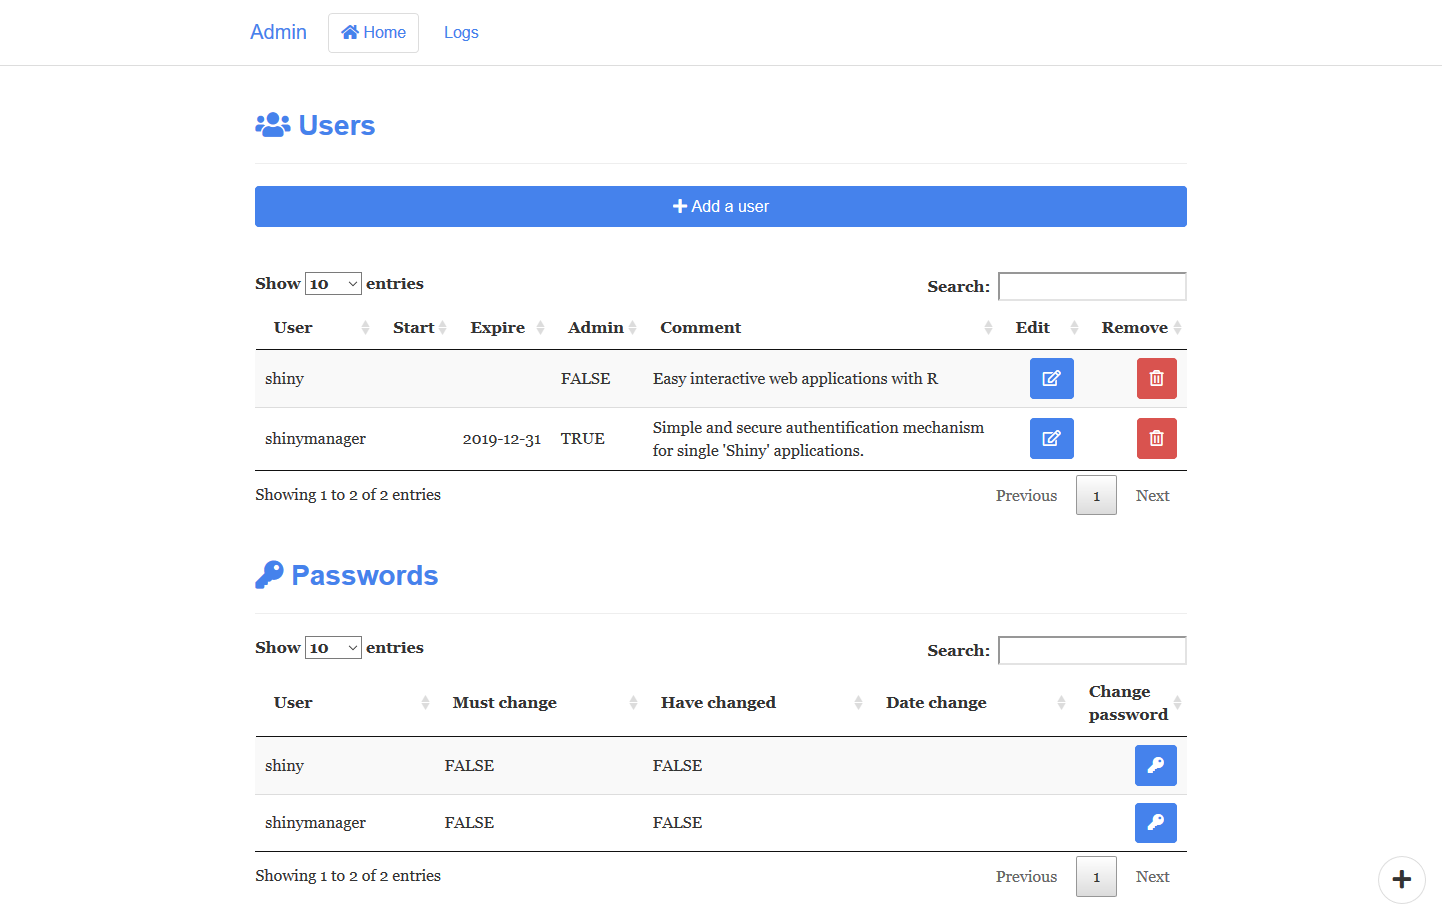 Admin Home Logs
Users
Add a user
Show 10 entries Search:
User Start Expire Admin Comment Edit Remove
shiny FALSE Easy interactive web applications with R
shinymanager 2019-12-31 TRUE Simple and secure authentification mechanism
for single 'Shiny' applications.
Showing 1 to 2 of 2 entries Previous 1 Next
Passwords
Show 10 entries Search:
User Must change Have changed Date change Change
password
shiny FALSE FALSE
shinymanager FALSE FALSE
Showing 1 to 2 of 2 entries Previous 1 Next